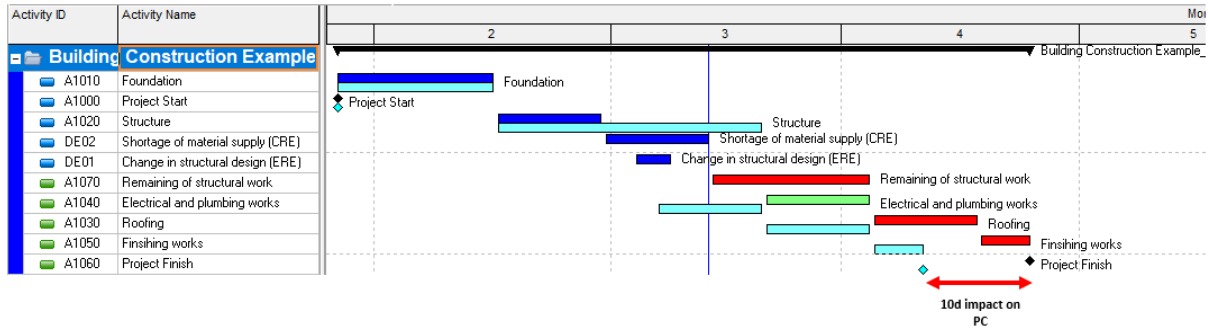 Activity ID Activity Name Mor
2 3 4 5
Building Construction Example Building Construction Example_
A1010 Foundation Foundation
A1000 Project Start Project Start
A1020 Structure Structure
DE02 Shortage of material supply (CRE) Shortage of material supply (CRE)
DE01 Change in structural design (ERE) Change in structural design (ERE)
A1070 Remaining of structural work Remaining of structural work
A1040 Electrical and plumbing works Electrical and plumbing works
A1030 Roofing Roofing
A1050 Finsihing works Finsihing works
A1060 Project Finish Project Finish
10d impact on
PC